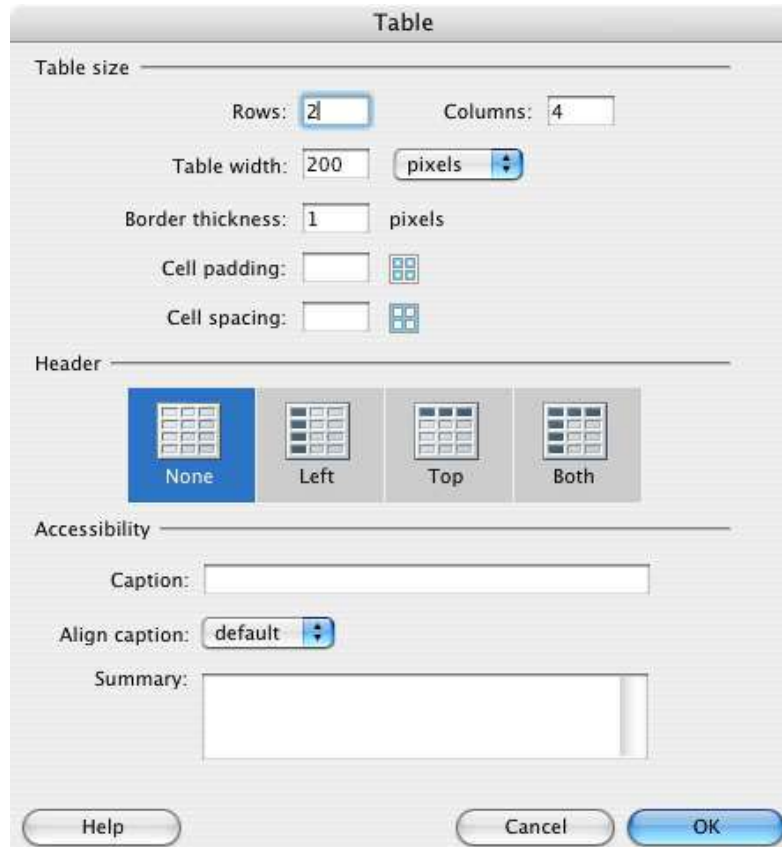 Table
Table size
Rows: 2 Columns: 4
Table width: 200 pixels
Border thickness: 1 pixels
Cell padding:
Cell spacing:
Header
None Left Top Both
Accessibility
Caption:
Align caption: default
Summary:
Help Cancel OK